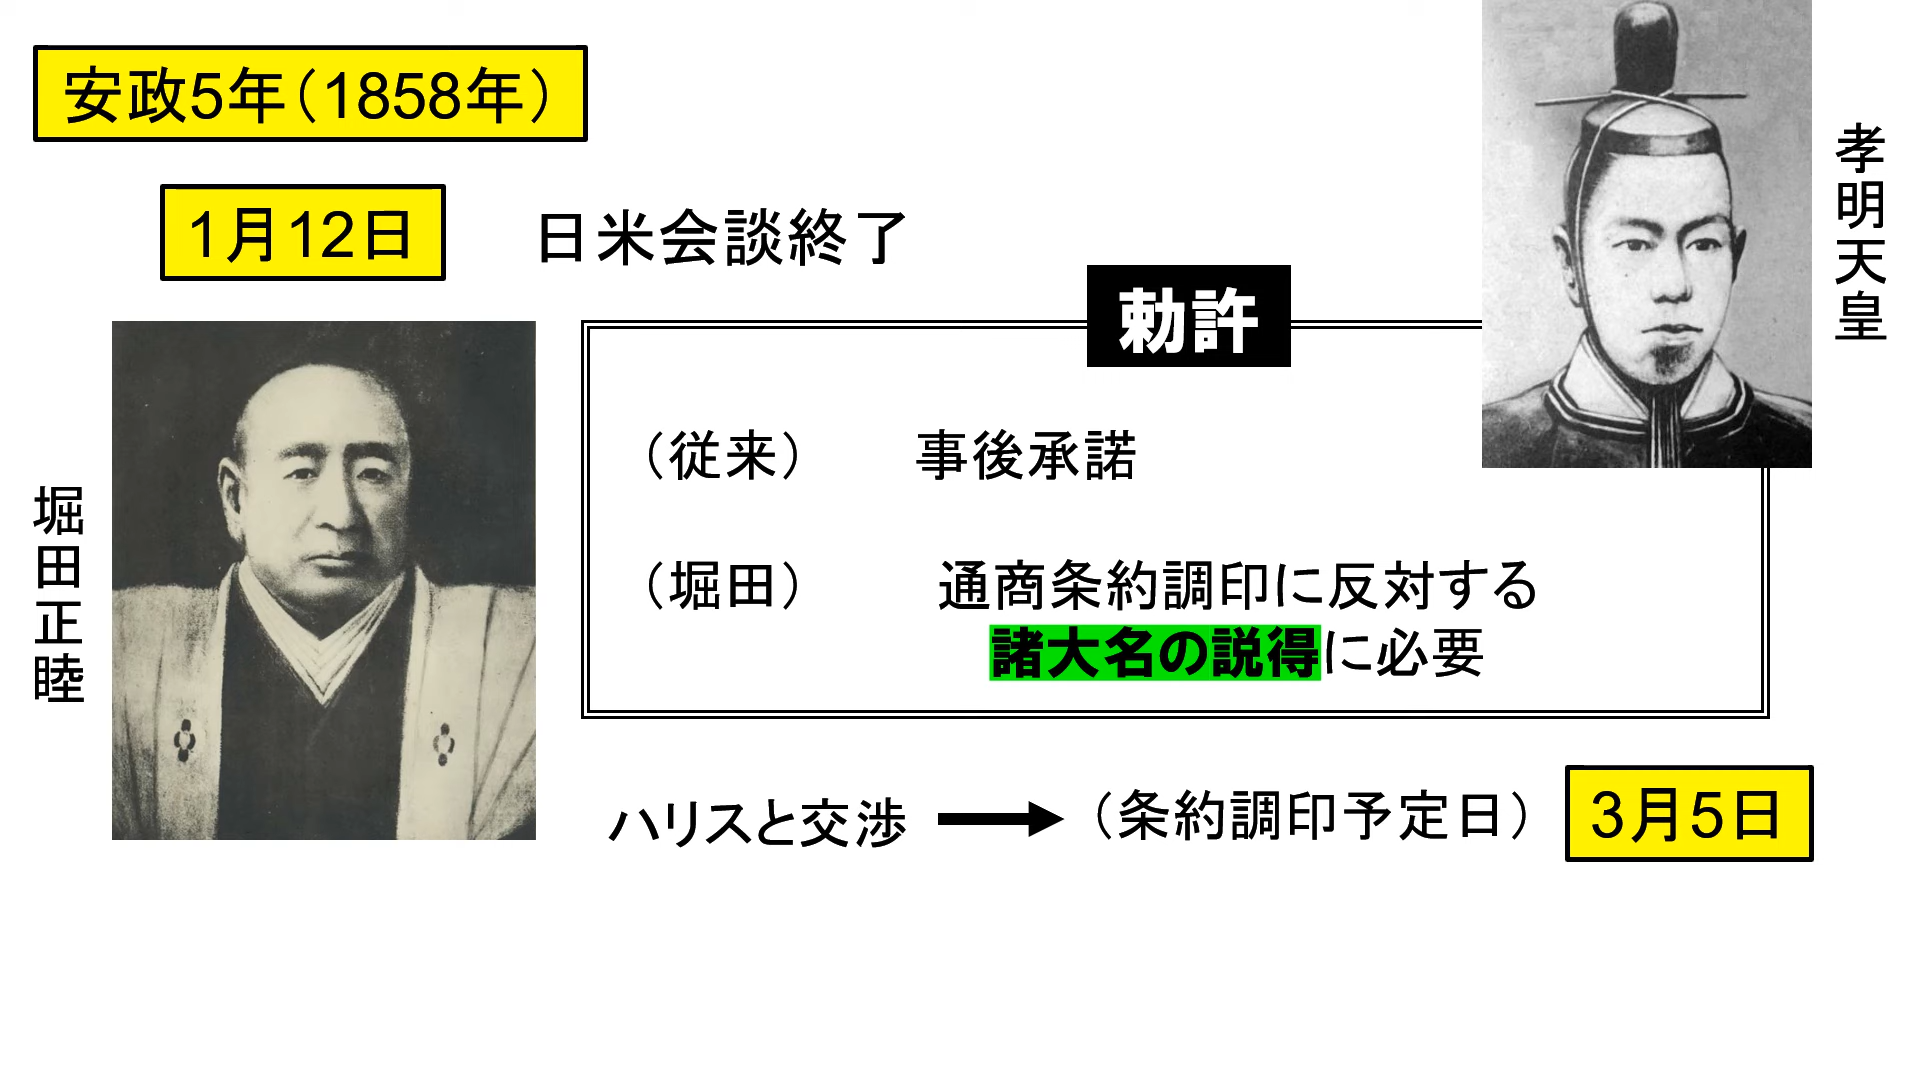 安政5年（1858年）
孝明天皇
1月12日
日米会談終了
勅許
（従来）　事後承諾
堀田正睦
（堀田）　通商条約調印に反対する
諸大名の説得に必要
ハリスと交渉
（条約調印予定日）
3月5日